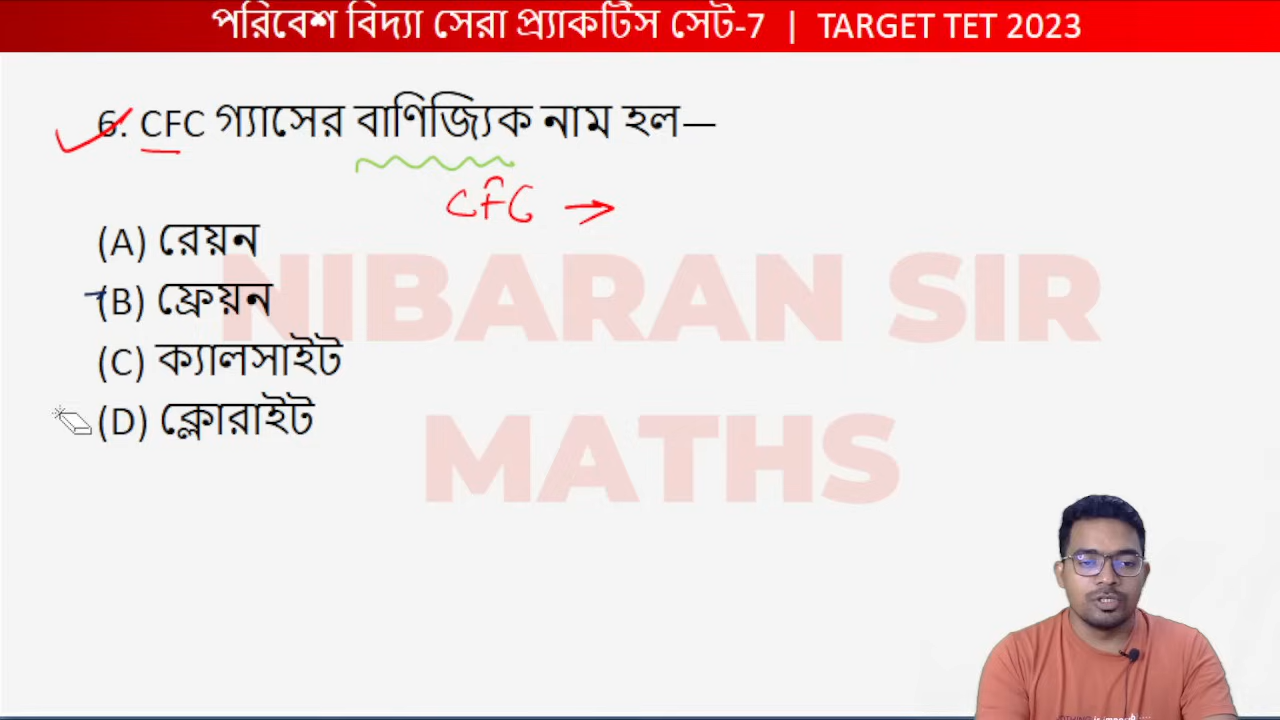 পরিবেশ বিদ্যা সেরা প্র্যাকটিস সেট-7 | TARGET TET 2023
6. CFC গ্যাসের বাণিজ্যিক নাম হল—
CFC →
(A) রেয়ন
(B) ফ্রেয়ন
(C) ক্যালসাইট
(D) ক্লোরাইট
NIBARAN SIR
MATHS